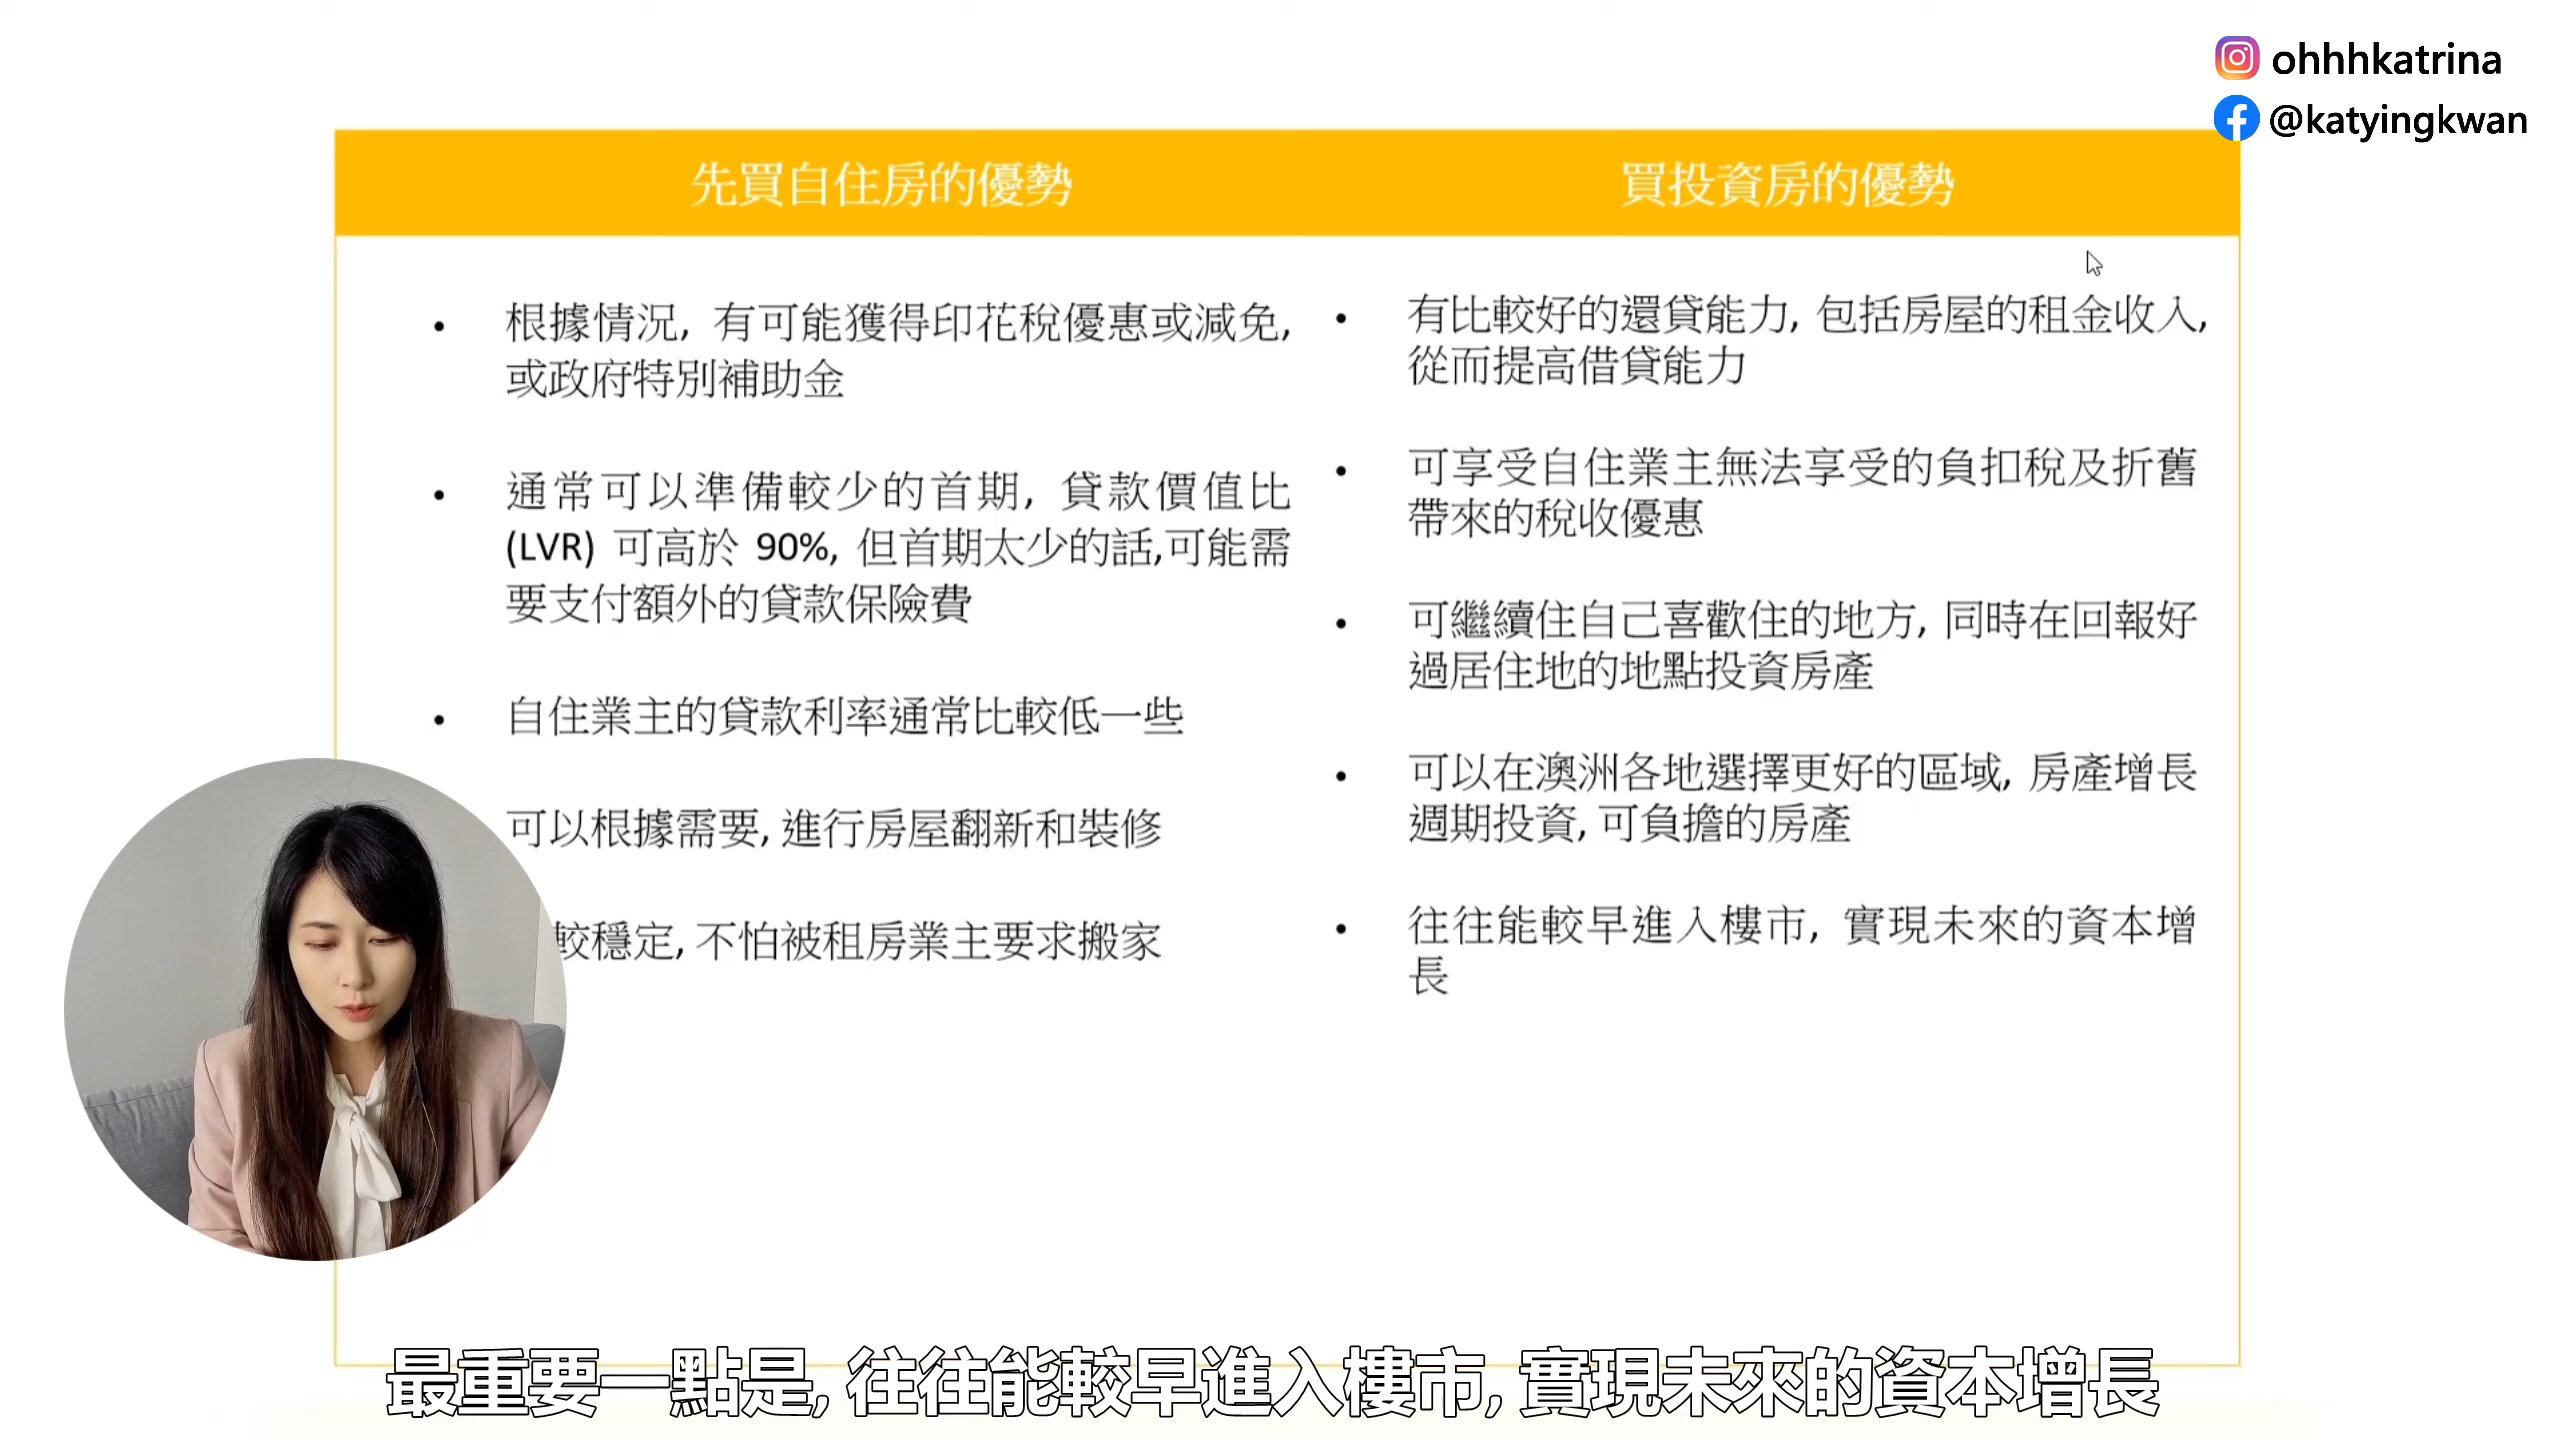 ohhhkatrina
@katyingkwan
先買自住房的優勢
買投資房的優勢
根據情況, 有可能獲得印花稅優惠或減免,
或政府特別補助金
通常可以準備較少的首期, 貸款價值比
(LVR) 可高於 90%, 但首期太少的話,可能需
要支付額外的貸款保險費
自住業主的貸款利率通常比較低一些
可以根據需要, 進行房屋翻新和裝修
較穩定, 不怕被租房業主要求搬家
有比較好的還貸能力, 包括房屋的租金收入,
從而提高借貸能力
可享受自住業主無法享受的負扣稅及折舊
帶來的稅收優惠
可繼續住自己喜歡住的地方, 同時在回報好
過居住地的地點投資房產
可以在澳洲各地選擇更好的區域, 房產增長
週期投資, 可負擔的房產
往往能較早進入樓市, 實現未來的資本增
長
最重要一點是, 往往能較早進入樓市, 實現未來的資本增長